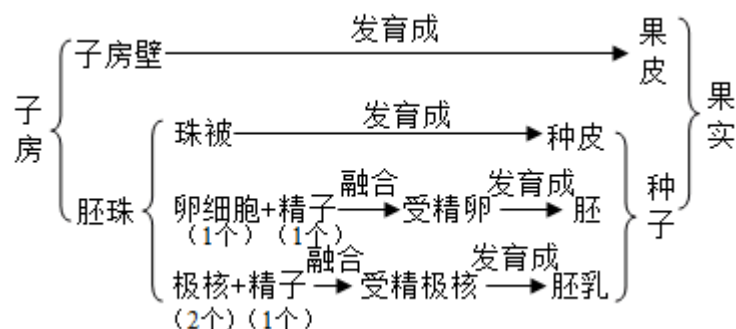 子房
子房壁 发育成 果皮
胚珠
珠被 发育成 种皮
卵细胞+精子 融合 受精卵 发育成 胚
（1个）（1个）
极核+精子 融合 受精极核 发育成 胚乳
（2个）（1个）
种子
果实